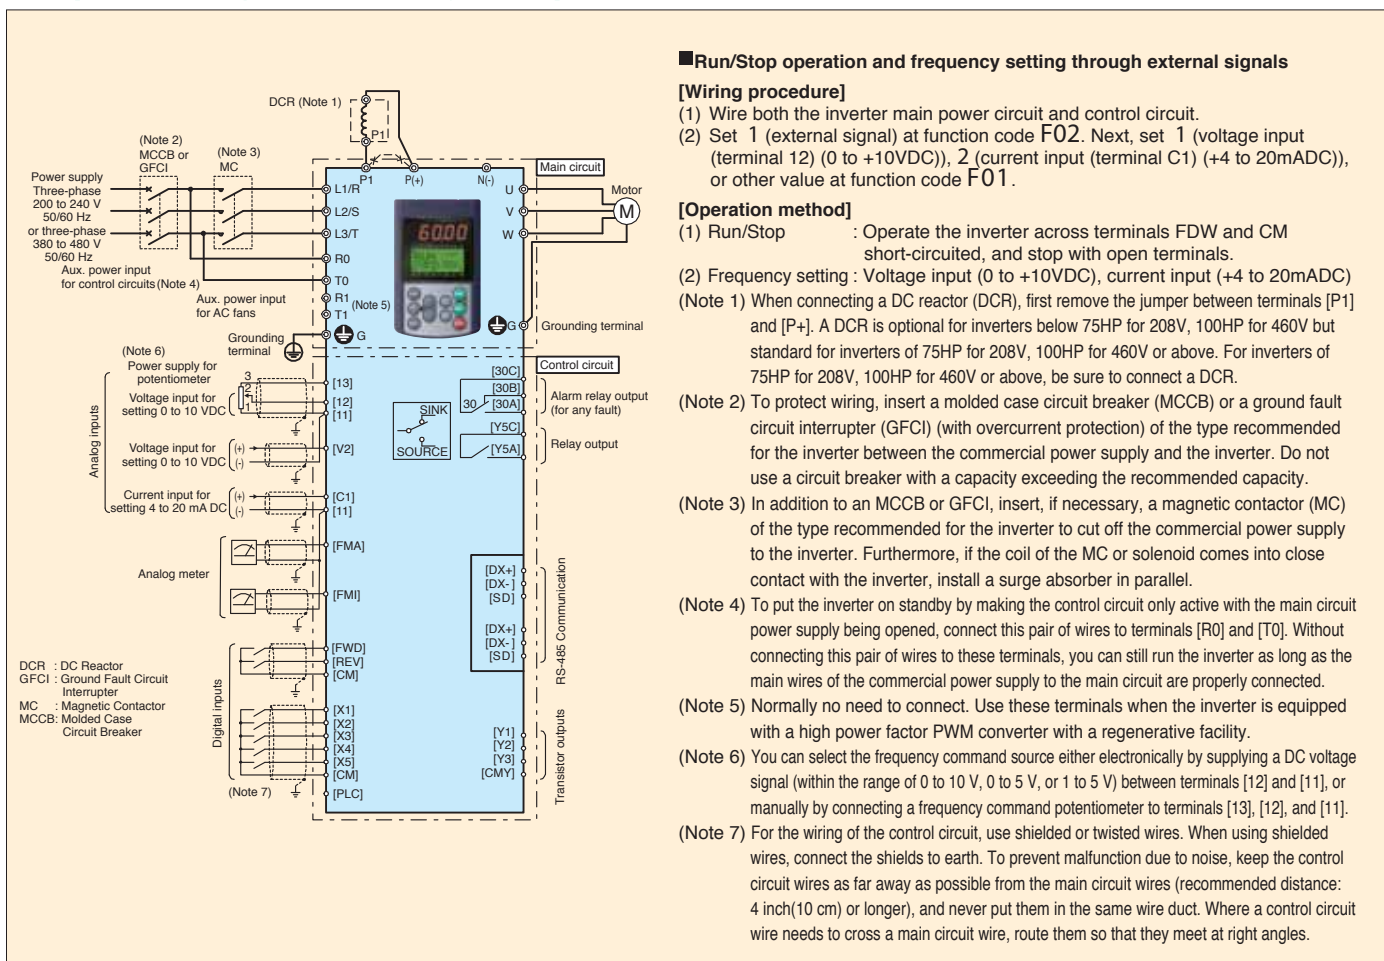 DCR (Note 1)
P1
(Note 2)
MCCB or
GFCI
(Note 3)
MC
Power supply
Three-phase
200 to 240 V
50/60 Hz
or three-phase
380 to 480 V
50/60 Hz
Aux. power input
for control circuits (Note 4)
Aux. power input
for AC fans
(Note 5)
Grounding
terminal
Main circuit
P1
P(+)
N(-)
L1/R
L2/S
L3/T
R0
T0
R1
T1
G
60.00
U
V
W
Motor
M
G
Grounding terminal
(Note 6)
Power supply for
potentiometer
Voltage input for
setting 0 to 10 VDC
3
2
1
Analog inputs
Voltage input for
setting 0 to 10 VDC
(+)
(-)
Current input for
setting 4 to 20 mA DC
(+)
(-)
Analog meter
Digital inputs
(Note 7)
Control circuit
[13]
[12]
[11]
[V2]
[C1]
[11]
[FMA]
[FMI]
[FWD]
[REV]
[CM]
[X1]
[X2]
[X3]
[X4]
[X5]
[CM]
[PLC]
SINK
SOURCE
[30C]
[30B]
30
[30A]
[Y5C]
[Y5A]
Alarm relay output
(for any fault)
Relay output
[DX+]
[DX- ]
[SD]
[DX+]
[DX- ]
[SD]
RS-485 Communication
[Y1]
[Y2]
[Y3]
[CMY]
Transistor outputs
DCR : DC Reactor
GFCI : Ground Fault Circuit
Interrupter
MC : Magnetic Contactor
MCCB: Molded Case
Circuit Breaker
■Run/Stop operation and frequency setting through external signals
[Wiring procedure]
(1) Wire both the inverter main power circuit and control circuit.
(2) Set 1 (external signal) at function code F02. Next, set 1 (voltage input
(terminal 12) (0 to +10VDC)), 2 (current input (terminal C1) (+4 to 20mADC)),
or other value at function code F01.
[Operation method]
(1) Run/Stop : Operate the inverter across terminals FDW and CM
short-circuited, and stop with open terminals.
(2) Frequency setting : Voltage input (0 to +10VDC), current input (+4 to 20mADC)
(Note 1) When connecting a DC reactor (DCR), first remove the jumper between terminals [P1]
and [P+]. A DCR is optional for inverters below 75HP for 208V, 100HP for 460V but
standard for inverters of 75HP for 208V, 100HP for 460V or above. For inverters of
75HP for 208V, 100HP for 460V or above, be sure to connect a DCR.
(Note 2) To protect wiring, insert a molded case circuit breaker (MCCB) or a ground fault
circuit interrupter (GFCI) (with overcurrent protection) of the type recommended
for the inverter between the commercial power supply and the inverter. Do not
use a circuit breaker with a capacity exceeding the recommended capacity.
(Note 3) In addition to an MCCB or GFCI, insert, if necessary, a magnetic contactor (MC)
of the type recommended for the inverter to cut off the commercial power supply
to the inverter. Furthermore, if the coil of the MC or solenoid comes into close
contact with the inverter, install a surge absorber in parallel.
(Note 4) To put the inverter on standby by making the control circuit only active with the main circuit
power supply being opened, connect this pair of wires to terminals [R0] and [T0]. Without
connecting this pair of wires to these terminals, you can still run the inverter as long as the
main wires of the commercial power supply to the main circuit are properly connected.
(Note 5) Normally no need to connect. Use these terminals when the inverter is equipped
with a high power factor PWM converter with a regenerative facility.
(Note 6) You can select the frequency command source either electronically by supplying a DC voltage
signal (within the range of 0 to 10 V, 0 to 5 V, or 1 to 5 V) between terminals [12] and [11], or
manually by connecting a frequency command potentiometer to terminals [13], [12], and [11].
(Note 7) For the wiring of the control circuit, use shielded or twisted wires. When using shielded
wires, connect the shields to earth. To prevent malfunction due to noise, keep the control
circuit wires as far away as possible from the main circuit wires (recommended distance:
4 inch(10 cm) or longer), and never put them in the same wire duct. Where a control circuit
wire needs to cross a main circuit wire, route them so that they meet at right angles.